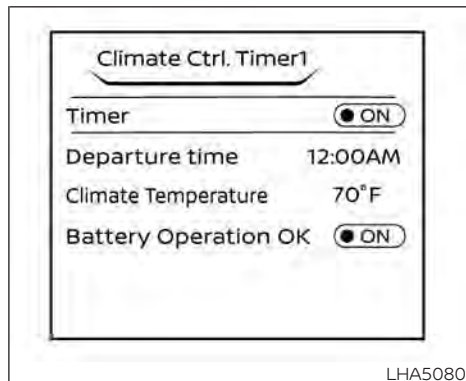 Climate Ctrl. Timer1
Timer ON
Departure time 12:00AM
Climate Temperature 70°F
Battery Operation OK ON
LHA5080